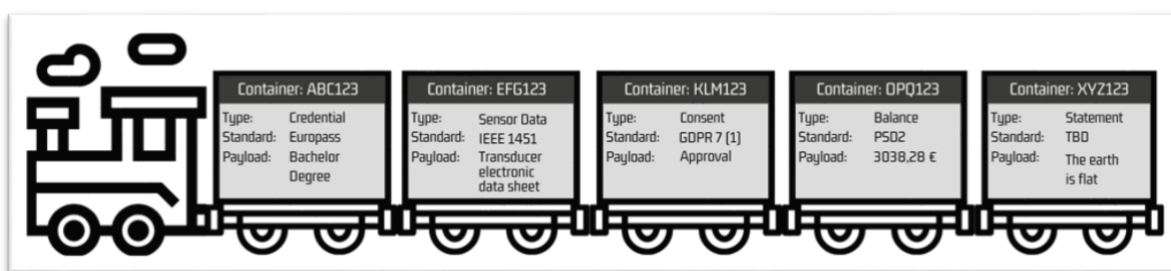 Container: ABC123
Type: Credential
Standard: Europass
Payload: Bachelor
Degree
Container: EFG123
Type: Sensor Data
Standard: IEEE 1451
Payload: Transducer
electronic
data sheet
Container: KLM123
Type: Consent
Standard: GDPR 7 (1)
Payload: Approval
Container: OPQ123
Type: Balance
Standard: PSD2
Payload: 3038,28 €
Container: XYZ123
Type: Statement
Standard: TBD
Payload: The earth
is flat